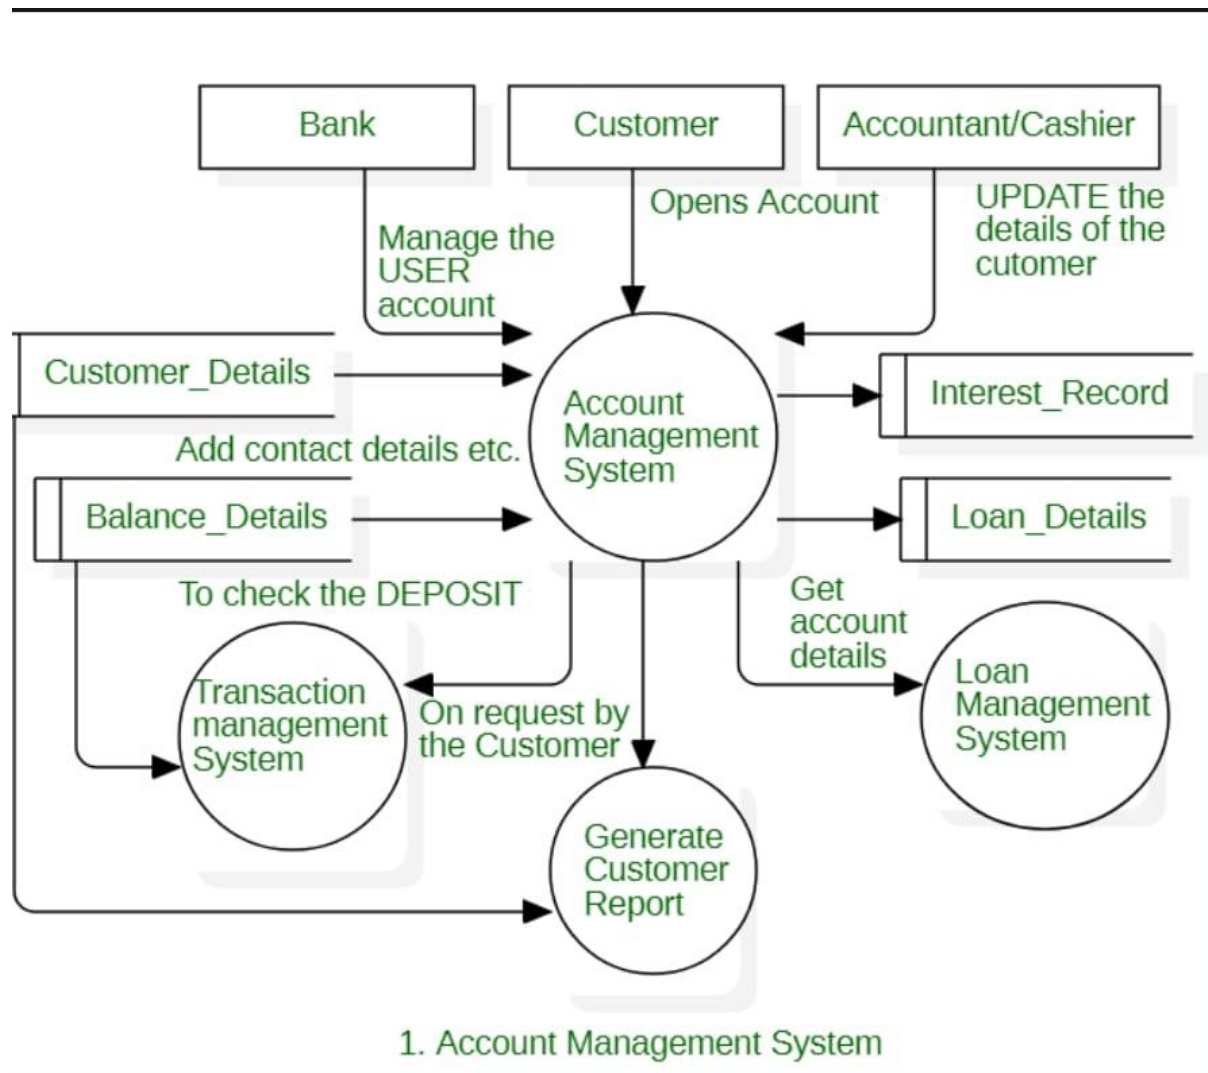 Bank
Customer
Accountant/Cashier
Opens Account
UPDATE the
details of the
cutomer
Manage the
USER
account
Customer_Details
Account
Management
System
Interest_Record
Add contact details etc.
Balance_Details
Loan_Details
To check the DEPOSIT
Get
account
details
Transaction
management
System
On request by
the Customer
Loan
Management
System
Generate
Customer
Report
1. Account Management System